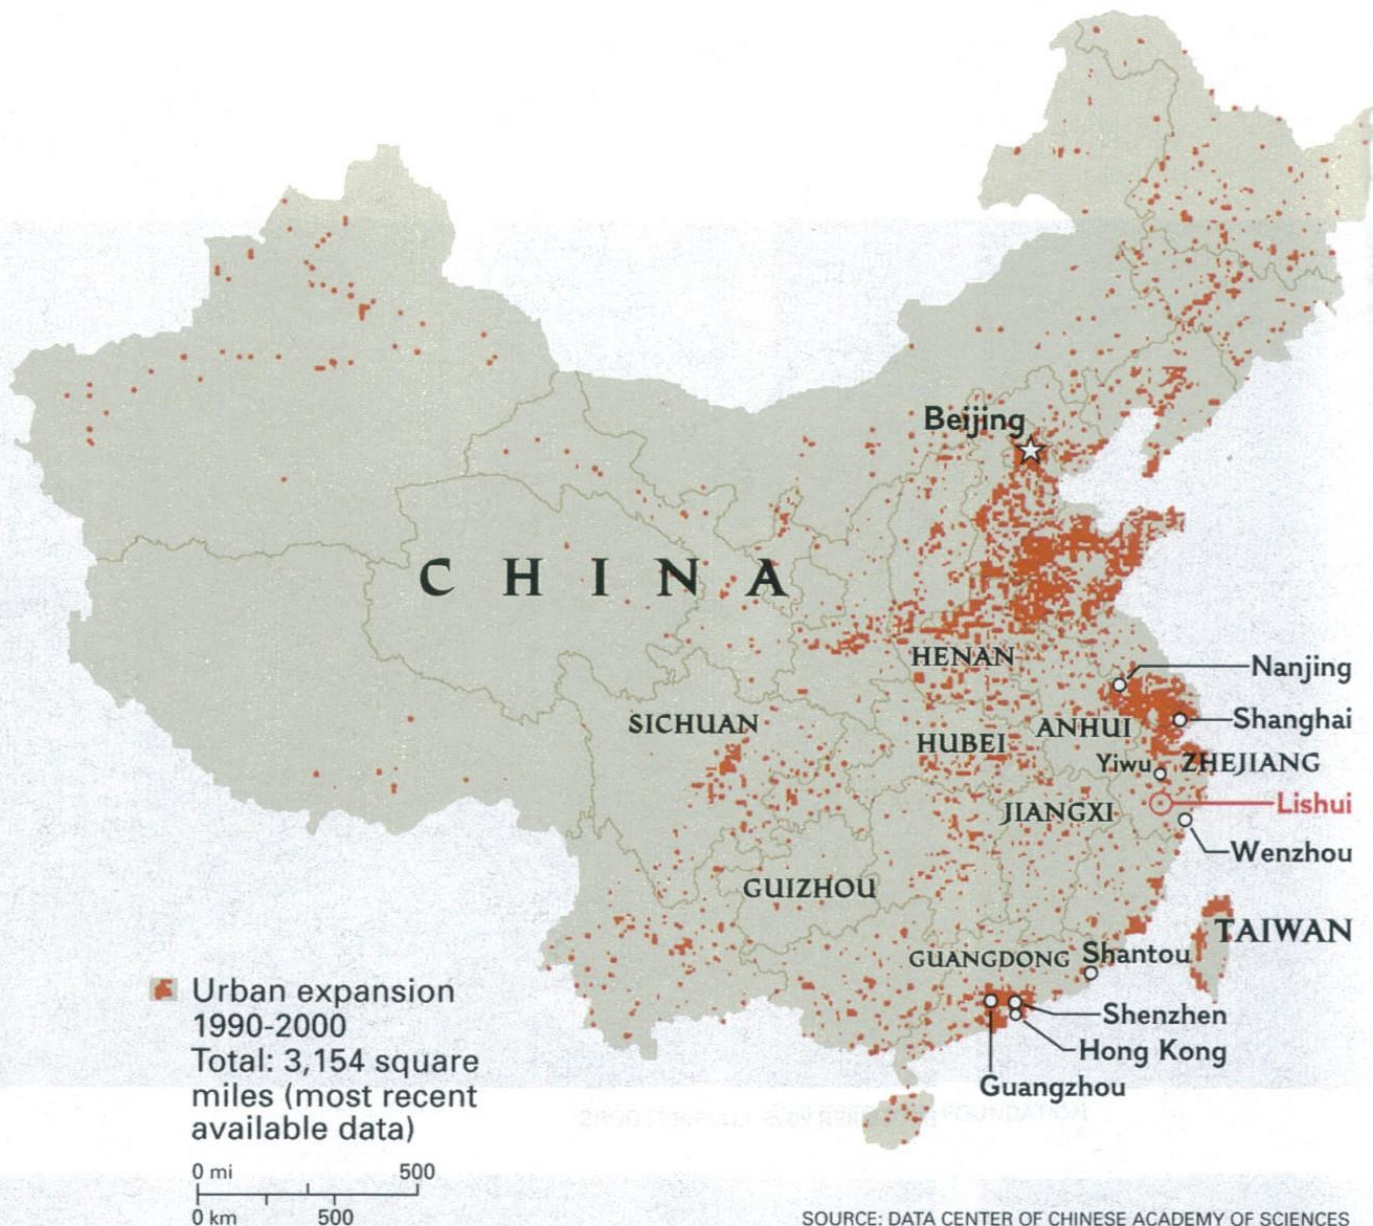 Beijing
CHINA
HENAN
Nanjing
SICHUAN
ANHUI
Shanghai
HUBEI
Yiwu
ZHEJIANG
JIANGXI
Lishui
Wenzhou
GUIZHOU
TAIWAN
GUANGDONG
Shantou
Urban expansion
1990-2000
Total: 3,154 square
miles (most recent
available data)
Shenzhen
Hong Kong
Guangzhou
0 mi 500
0 km 500
SOURCE: DATA CENTER OF CHINESE ACADEMY OF SCIENCES